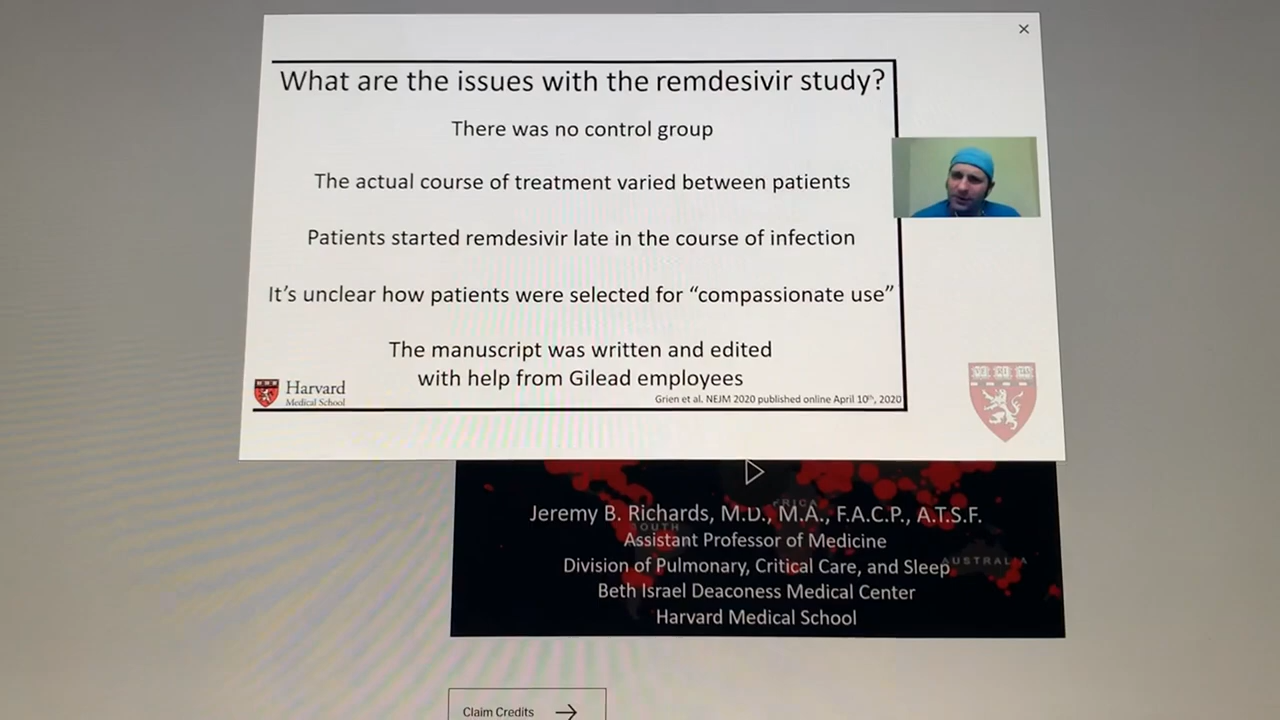 What are the issues with the remdesivir study?
There was no control group
The actual course of treatment varied between patients
Patients started remdesivir late in the course of infection
It's unclear how patients were selected for “compassionate use”
The manuscript was written and edited
with help from Gilead employees
Harvard
Medical School
Grien et al. NEJM 2020 published online April 10th, 2020
Jeremy B. Richards, M.D., M.A., F.A.C.P., A.T.S.F.
Assistant Professor of Medicine
Division of Pulmonary, Critical Care, and Sleep
AUSTRALIA
Beth Israel Deaconess Medical Center
Harvard Medical School
Claim Credits